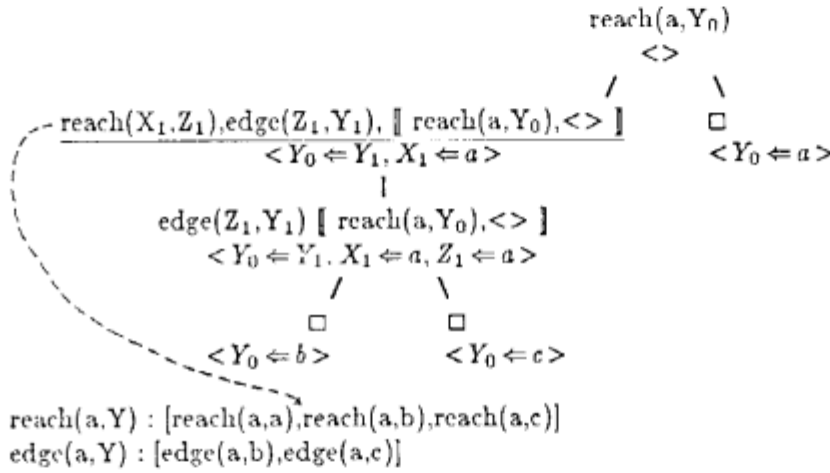 reach(a,Y₀)
<>
/ \
reach(X₁,Z₁),edge(Z₁,Y₁), ⟦ reach(a,Y₀),<> ⟧ □
<Y₀ ⇐ Y₁, X₁ ⇐ a> <Y₀ ⇐ a>
|
edge(Z₁,Y₁) ⟦ reach(a,Y₀),<> ⟧
<Y₀ ⇐ Y₁, X₁ ⇐ a, Z₁ ⇐ a>
/ \
□ □
<Y₀ ⇐ b> <Y₀ ⇐ c>
reach(a,Y) : [reach(a,a),reach(a,b),reach(a,c)]
edge(a,Y) : [edge(a,b),edge(a,c)]